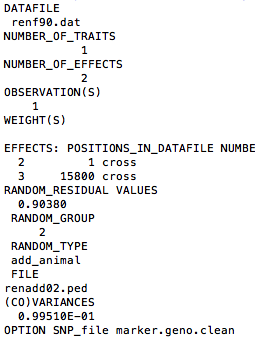 DATAFILE
renf90.dat
NUMBER_OF_TRAITS
1
NUMBER_OF_EFFECTS
2
OBSERVATION(S)
1
WEIGHT(S)
EFFECTS: POSITIONS_IN_DATAFILE NUMBE
2 1 cross
3 15800 cross
RANDOM_RESIDUAL VALUES
0.90380
RANDOM_GROUP
2
RANDOM_TYPE
add_animal
FILE
renadd02.ped
(CO)VARIANCES
0.99510E-01
OPTION SNP_file marker.geno.clean